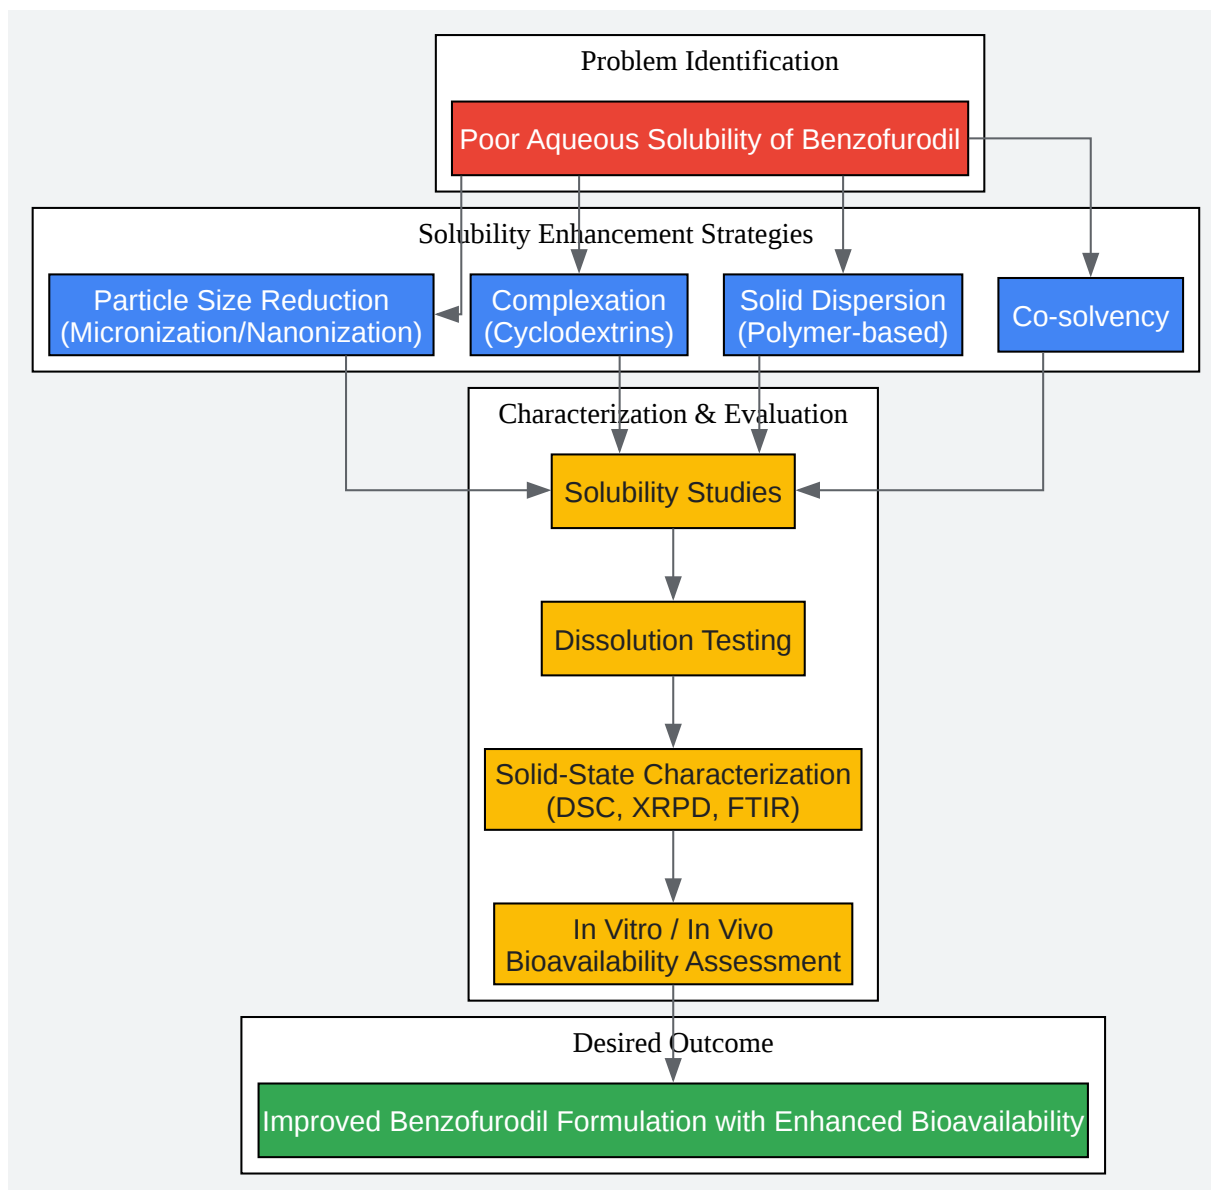 Problem Identification
Poor Aqueous Solubility of Benzofurodil
Solubility Enhancement Strategies
Particle Size Reduction
(Micronization/Nanonization)
Complexation
(Cyclodextrins)
Solid Dispersion
(Polymer-based)
Co-solvency
Characterization & Evaluation
Solubility Studies
Dissolution Testing
Solid-State Characterization
(DSC, XRPD, FTIR)
In Vitro / In Vivo
Bioavailability Assessment
Desired Outcome
Improved Benzofurodil Formulation with Enhanced Bioavailability